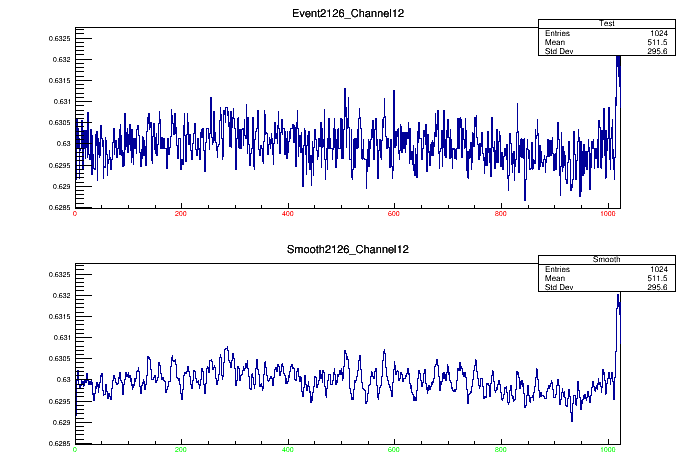 Event2126_Channel12
Test
Entries 1024
Mean 511.5
Std Dev 295.6
0.6325
0.632
0.6315
0.631
0.6305
0.63
0.6295
0.629
0.6285
0 200 400 600 800 1000
Smooth2126_Channel12
Smooth
Entries 1024
Mean 511.5
Std Dev 295.6
0.6325
0.632
0.6315
0.631
0.6305
0.63
0.6295
0.629
0.6285
0 200 400 600 800 1000